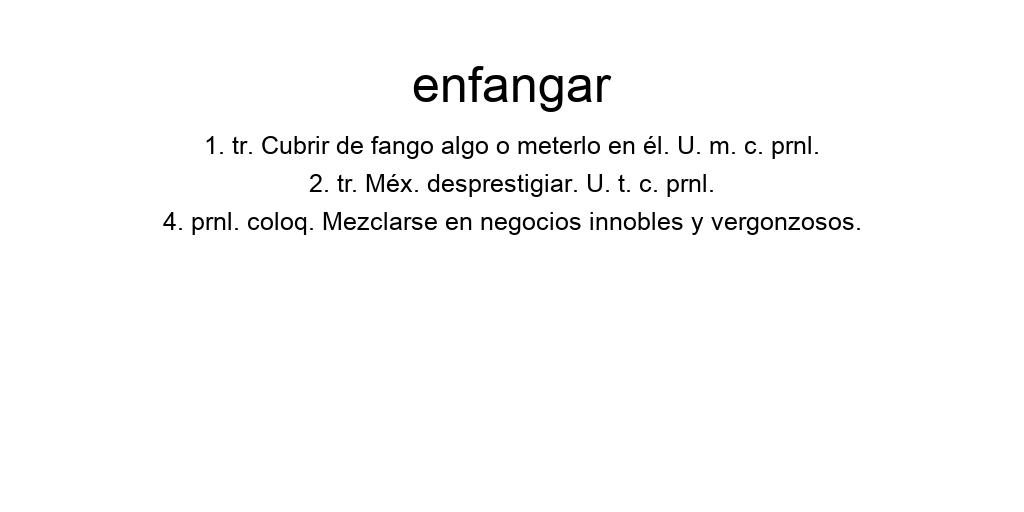 enfangar
1. tr. Cubrir de fango algo o meterlo en él. U. m. c. prnl.
2. tr. Méx. desprestigiar. U. t. c. prnl.
4. prnl. coloq. Mezclarse en negocios innobles y vergonzosos.